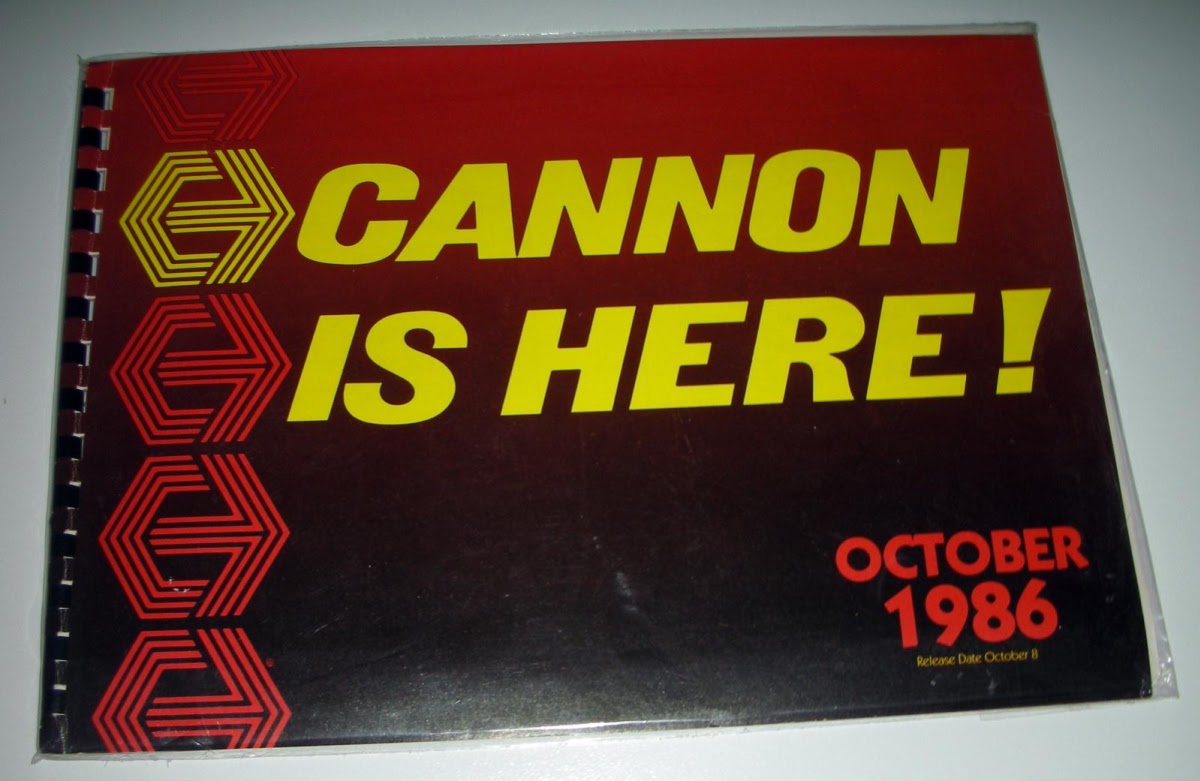 CANNON
IS HERE!
OCTOBER
1986
Release Date October 8
®